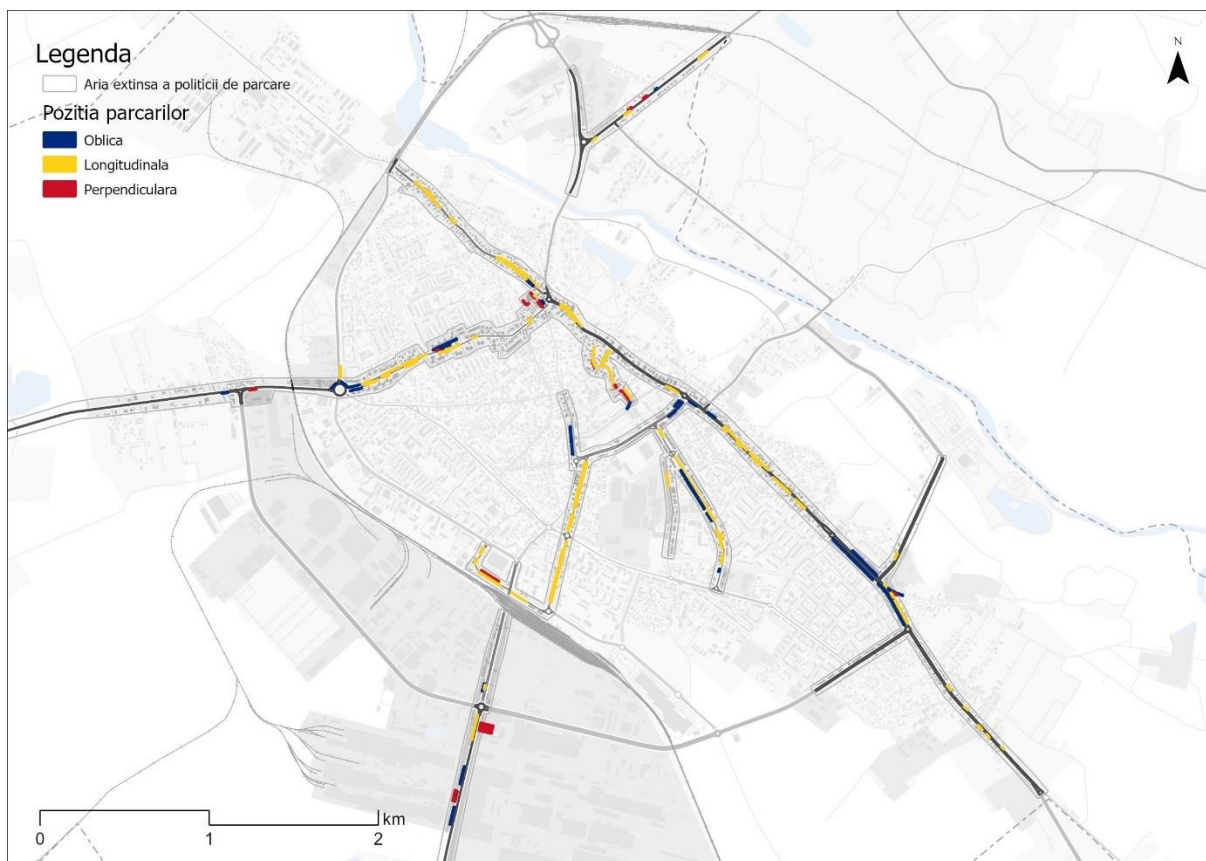 Legenda
Aria extinsa a politicii de parcare
Pozitia parcarilor
Oblica
Longitudinala
Perpendiculara
N
km
0 1 2